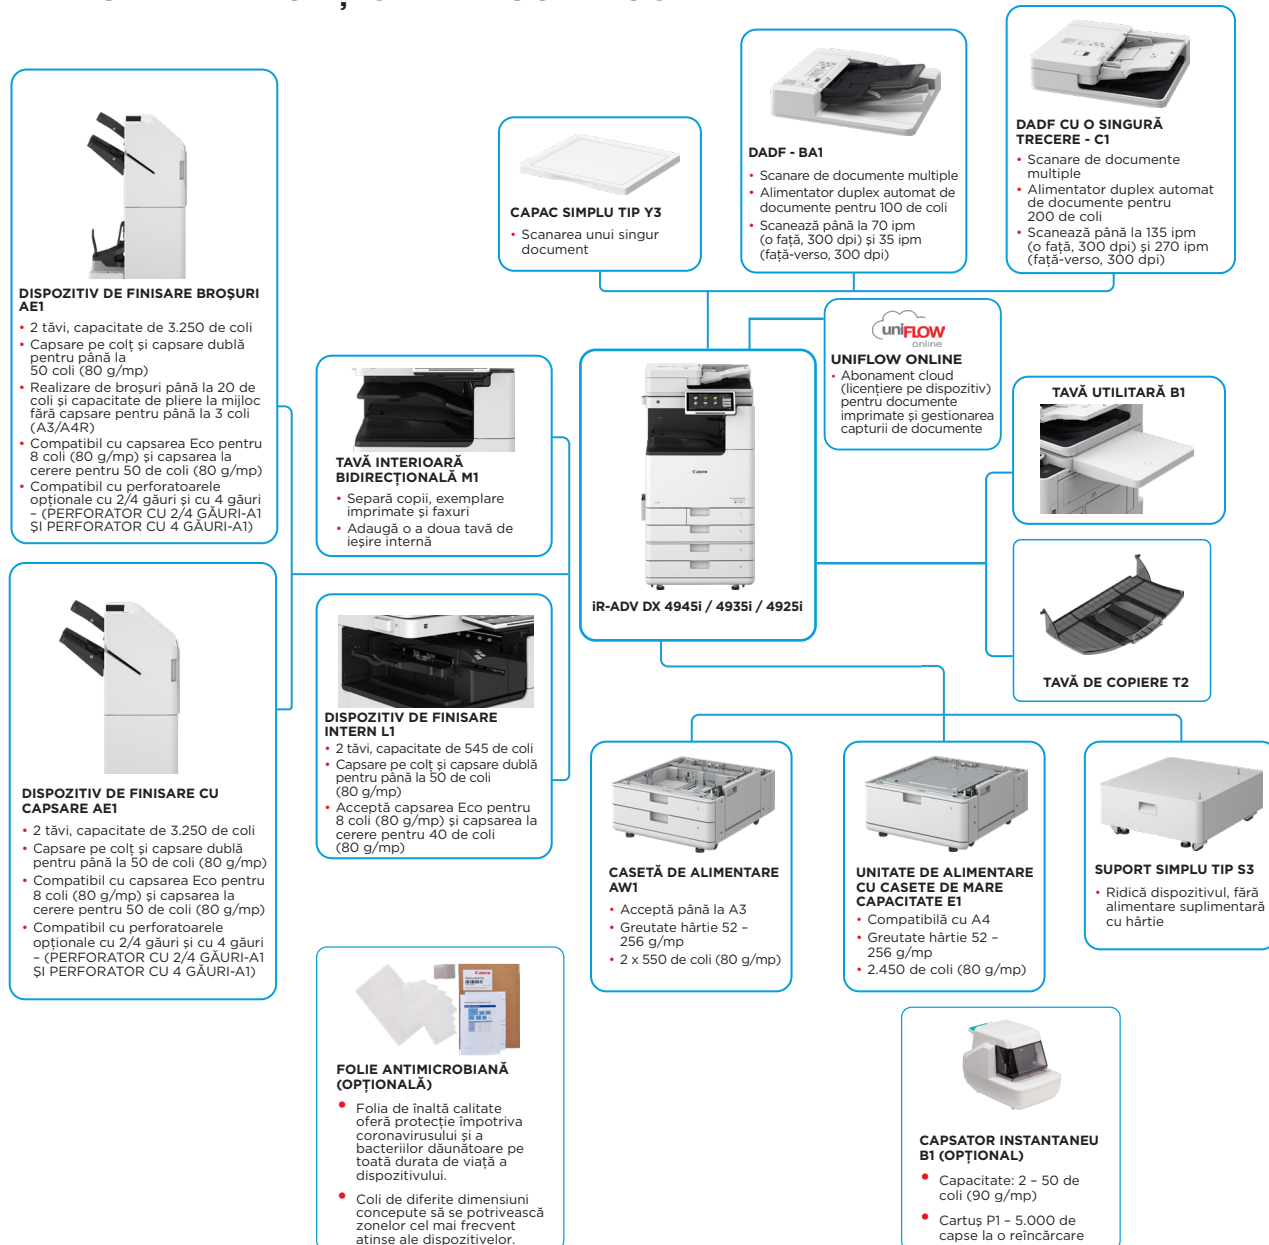 DISPOZITIV DE FINISARE BROȘURI
AE1
• 2 tăvi, capacitate de 3.250 de coli
• Capsare pe colț și capsare dublă
pentru până la
50 coli (80 g/mp)
• Realizare de broșuri până la 20 de
coli și capacitate de pliere la mijloc
fără capsare pentru până la 3 coli
(A3/A4R)
• Compatibil cu capsarea Eco pentru
8 coli (80 g/mp) și capsarea la
cerere pentru 50 de coli (80 g/mp)
• Compatibil cu perforatoarele
opționale cu 2/4 găuri și cu 4 găuri
– (PERFORATOR CU 2/4 GĂURI-A1
ȘI PERFORATOR CU 4 GĂURI-A1)
DISPOZITIV DE FINISARE CU
CAPSARE AE1
• 2 tăvi, capacitate de 3.250 de coli
• Capsare pe colț și capsare dublă
pentru până la 50 de coli (80 g/mp)
• Compatibil cu capsarea Eco pentru
8 coli (80 g/mp) și capsarea la
cerere pentru 50 de coli (80 g/mp)
• Compatibil cu perforatoarele
opționale cu 2/4 găuri și cu 4 găuri
– (PERFORATOR CU 2/4 GĂURI-A1
ȘI PERFORATOR CU 4 GĂURI-A1)
TAVĂ INTERIOARĂ
BIDIRECȚIONALĂ M1
• Separă copii, exemplare
imprimate și faxuri
• Adaugă o a doua tavă de
ieșire internă
DISPOZITIV DE FINISARE
INTERN L1
• 2 tăvi, capacitate de 545 de coli
• Capsare pe colț și capsare dublă
pentru până la 50 de coli
(80 g/mp)
• Acceptă capsarea Eco pentru
8 coli (80 g/mp) și capsarea la
cerere pentru 40 de coli
(80 g/mp)
CAPAC SIMPLU TIP Y3
• Scanarea unui singur
document
DADF - BA1
• Scanare de documente multiple
• Alimentator duplex automat de
documente pentru 100 de coli
• Scanează până la 70 ipm
(o față, 300 dpi) și 35 ipm
(față-verso, 300 dpi)
DADF CU O SINGURĂ
TRECERE - C1
• Scanare de documente
multiple
• Alimentator duplex automat
de documente pentru
200 de coli
• Scanează până la 135 ipm
(o față, 300 dpi) și 270 ipm
(față-verso, 300 dpi)
uniFLOW
online
UNIFLOW ONLINE
• Abonament cloud
(licențiere pe dispozitiv)
pentru documente
imprimate și gestionarea
capturii de documente
Canon
iR-ADV DX 4945i / 4935i / 4925i
TAVĂ UTILITARĂ B1
TAVĂ DE COPIERE T2
CASETĂ DE ALIMENTARE
AW1
• Acceptă până la A3
• Greutate hârtie 52 –
256 g/mp
• 2 x 550 de coli (80 g/mp)
UNITATE DE ALIMENTARE
CU CASETE DE MARE
CAPACITATE E1
• Compatibilă cu A4
• Greutate hârtie 52 –
256 g/mp
• 2.450 de coli (80 g/mp)
SUPORT SIMPLU TIP S3
• Ridică dispozitivul, fără
alimentare suplimentară
cu hârtie
Canon
FOLIE ANTIMICROBIANĂ
(OPȚIONALĂ)
• Folia de înaltă calitate
oferă protecție împotriva
coronavirusului și a
bacteriilor dăunătoare pe
toată durata de viață a
dispozitivului.
• Coli de diferite dimensiuni
concepute să se potrivească
zonelor cel mai frecvent
atinse ale dispozitivelor.
CAPSATOR INSTANTANEU
B1 (OPȚIONAL)
• Capacitate: 2 – 50 de
coli (90 g/mp)
• Cartuș P1 – 5.000 de
capse la o reîncărcare